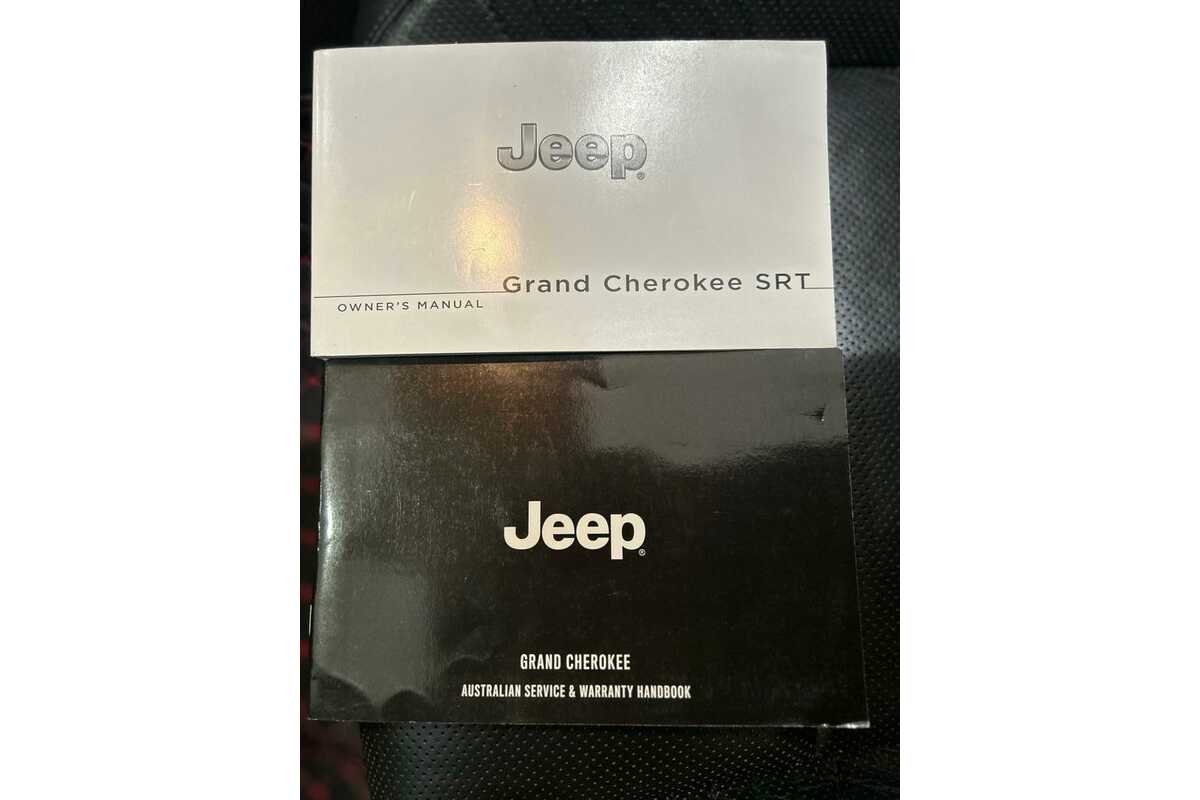 Jeep®
Grand Cherokee SRT
OWNER'S MANUAL
Jeep®
GRAND CHEROKEE
AUSTRALIAN SERVICE & WARRANTY HANDBOOK